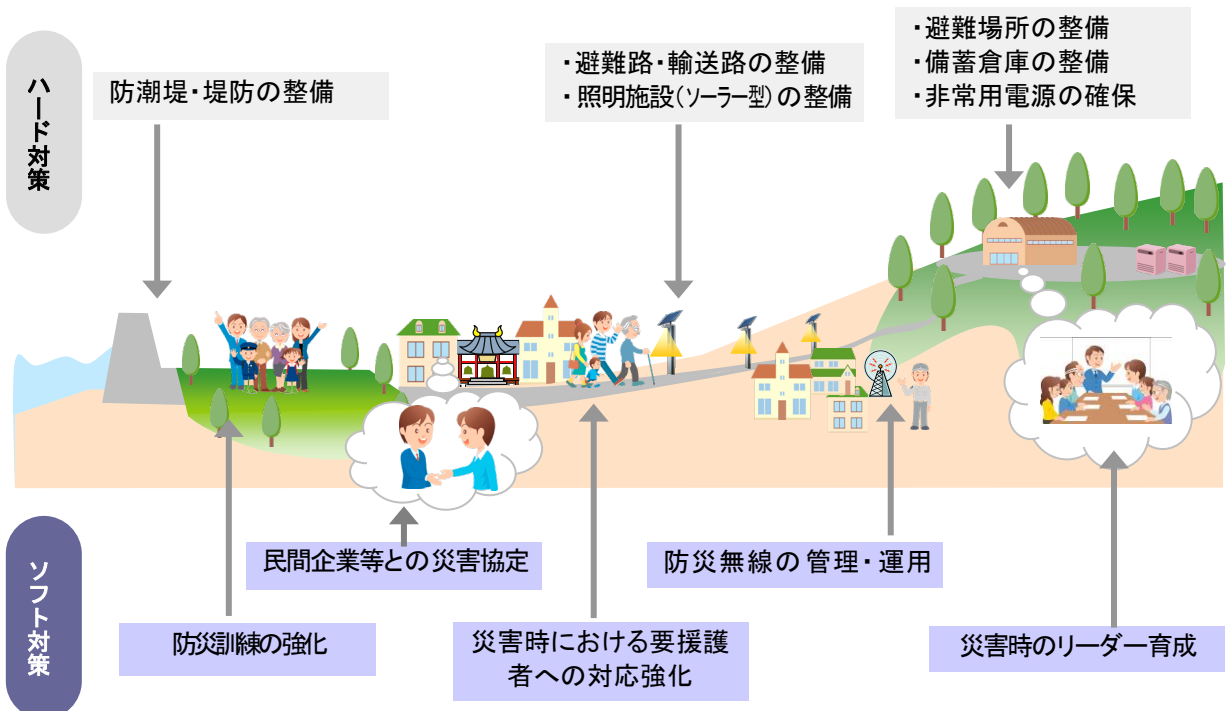 ハード対策
防潮堤・堤防の整備
・避難路・輸送路の整備
・照明施設(ソーラー型)の整備
・避難場所の整備
・備蓄倉庫の整備
・非常用電源の確保
ソフト対策
民間企業等との災害協定
防災無線の管理・運用
防災訓練の強化
災害時における要援護
者への対応強化
災害時のリーダー育成